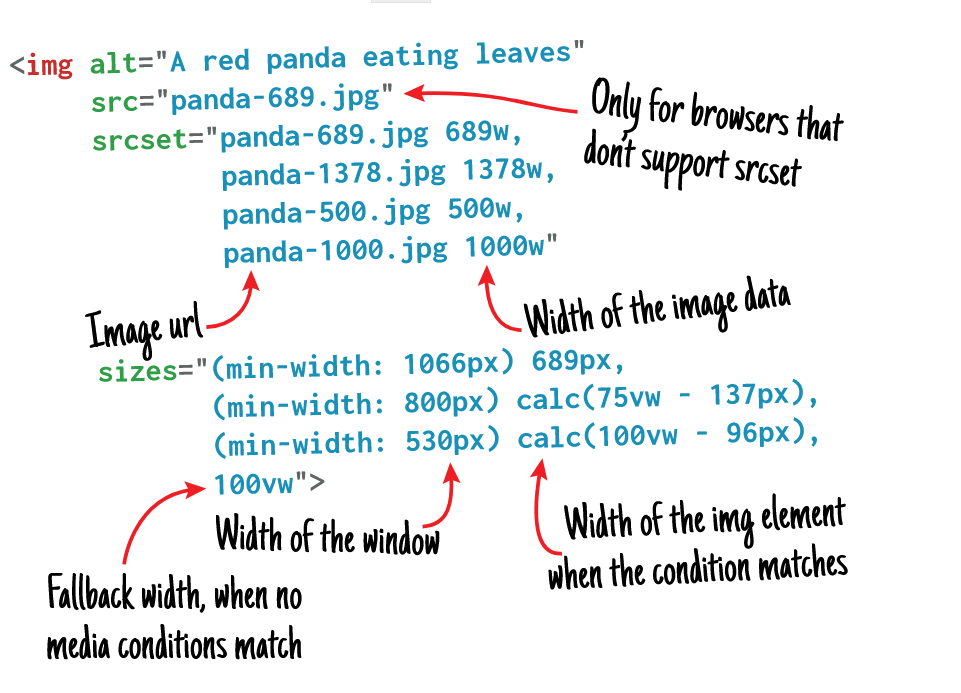 <img alt="A red panda eating leaves"
src="panda-689.jpg"
Only for browsers that
don't support srcset
srcset="panda-689.jpg 689w,
panda-1378.jpg 1378w,
panda-500.jpg 500w,
panda-1000.jpg 1000w"
Image url
Width of the image data
sizes="(min-width: 1066px) 689px,
(min-width: 800px) calc(75vw - 137px),
(min-width: 530px) calc(100vw - 96px),
100vw">
Width of the window
Width of the img element
when the condition matches
Fallback width, when no
media conditions match